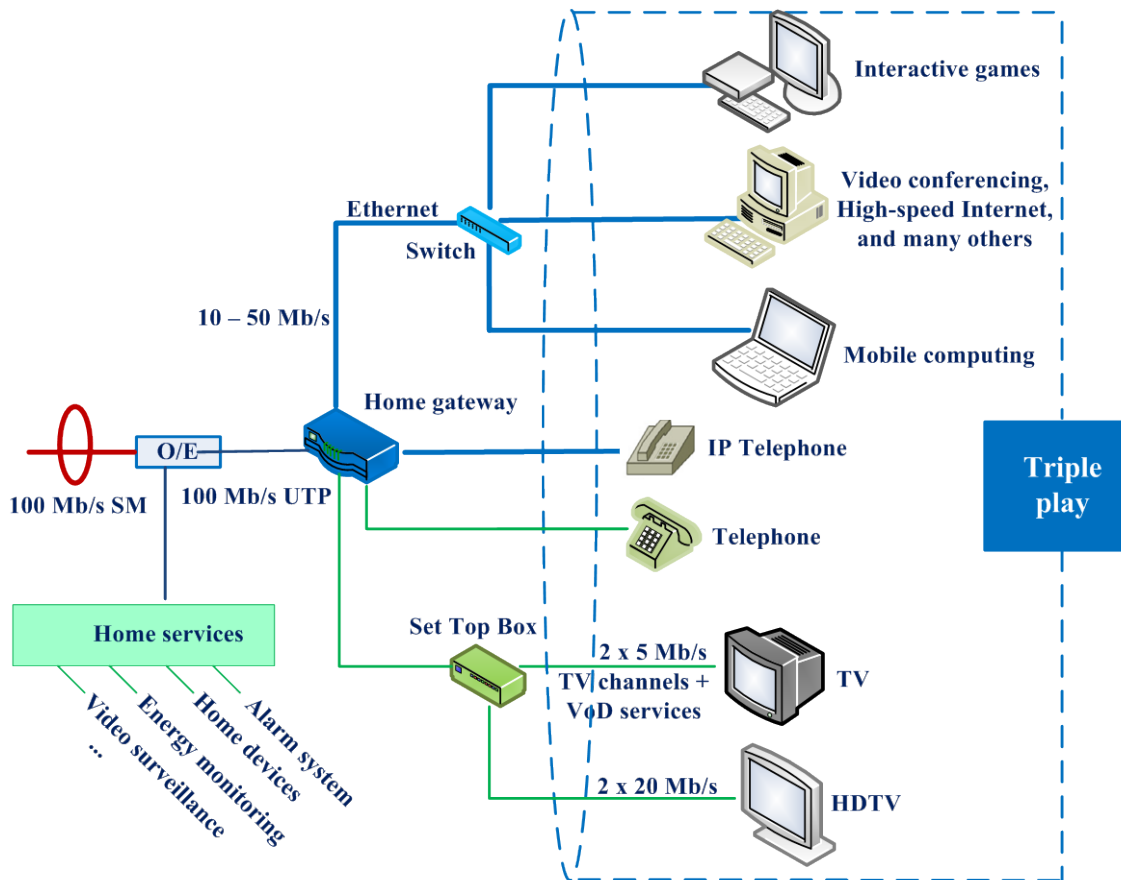 Interactive games
Video conferencing,
High-speed Internet,
and many others
Ethernet
Switch
10 – 50 Mb/s
Mobile computing
Home gateway
O/E
IP Telephone
100 Mb/s SM
100 Mb/s UTP
Triple
play
Telephone
Home services
Set Top Box
2 x 5 Mb/s
TV channels +
VoD services
TV
Video surveillance
...
Energy monitoring
Home devices
Alarm system
2 x 20 Mb/s
HDTV